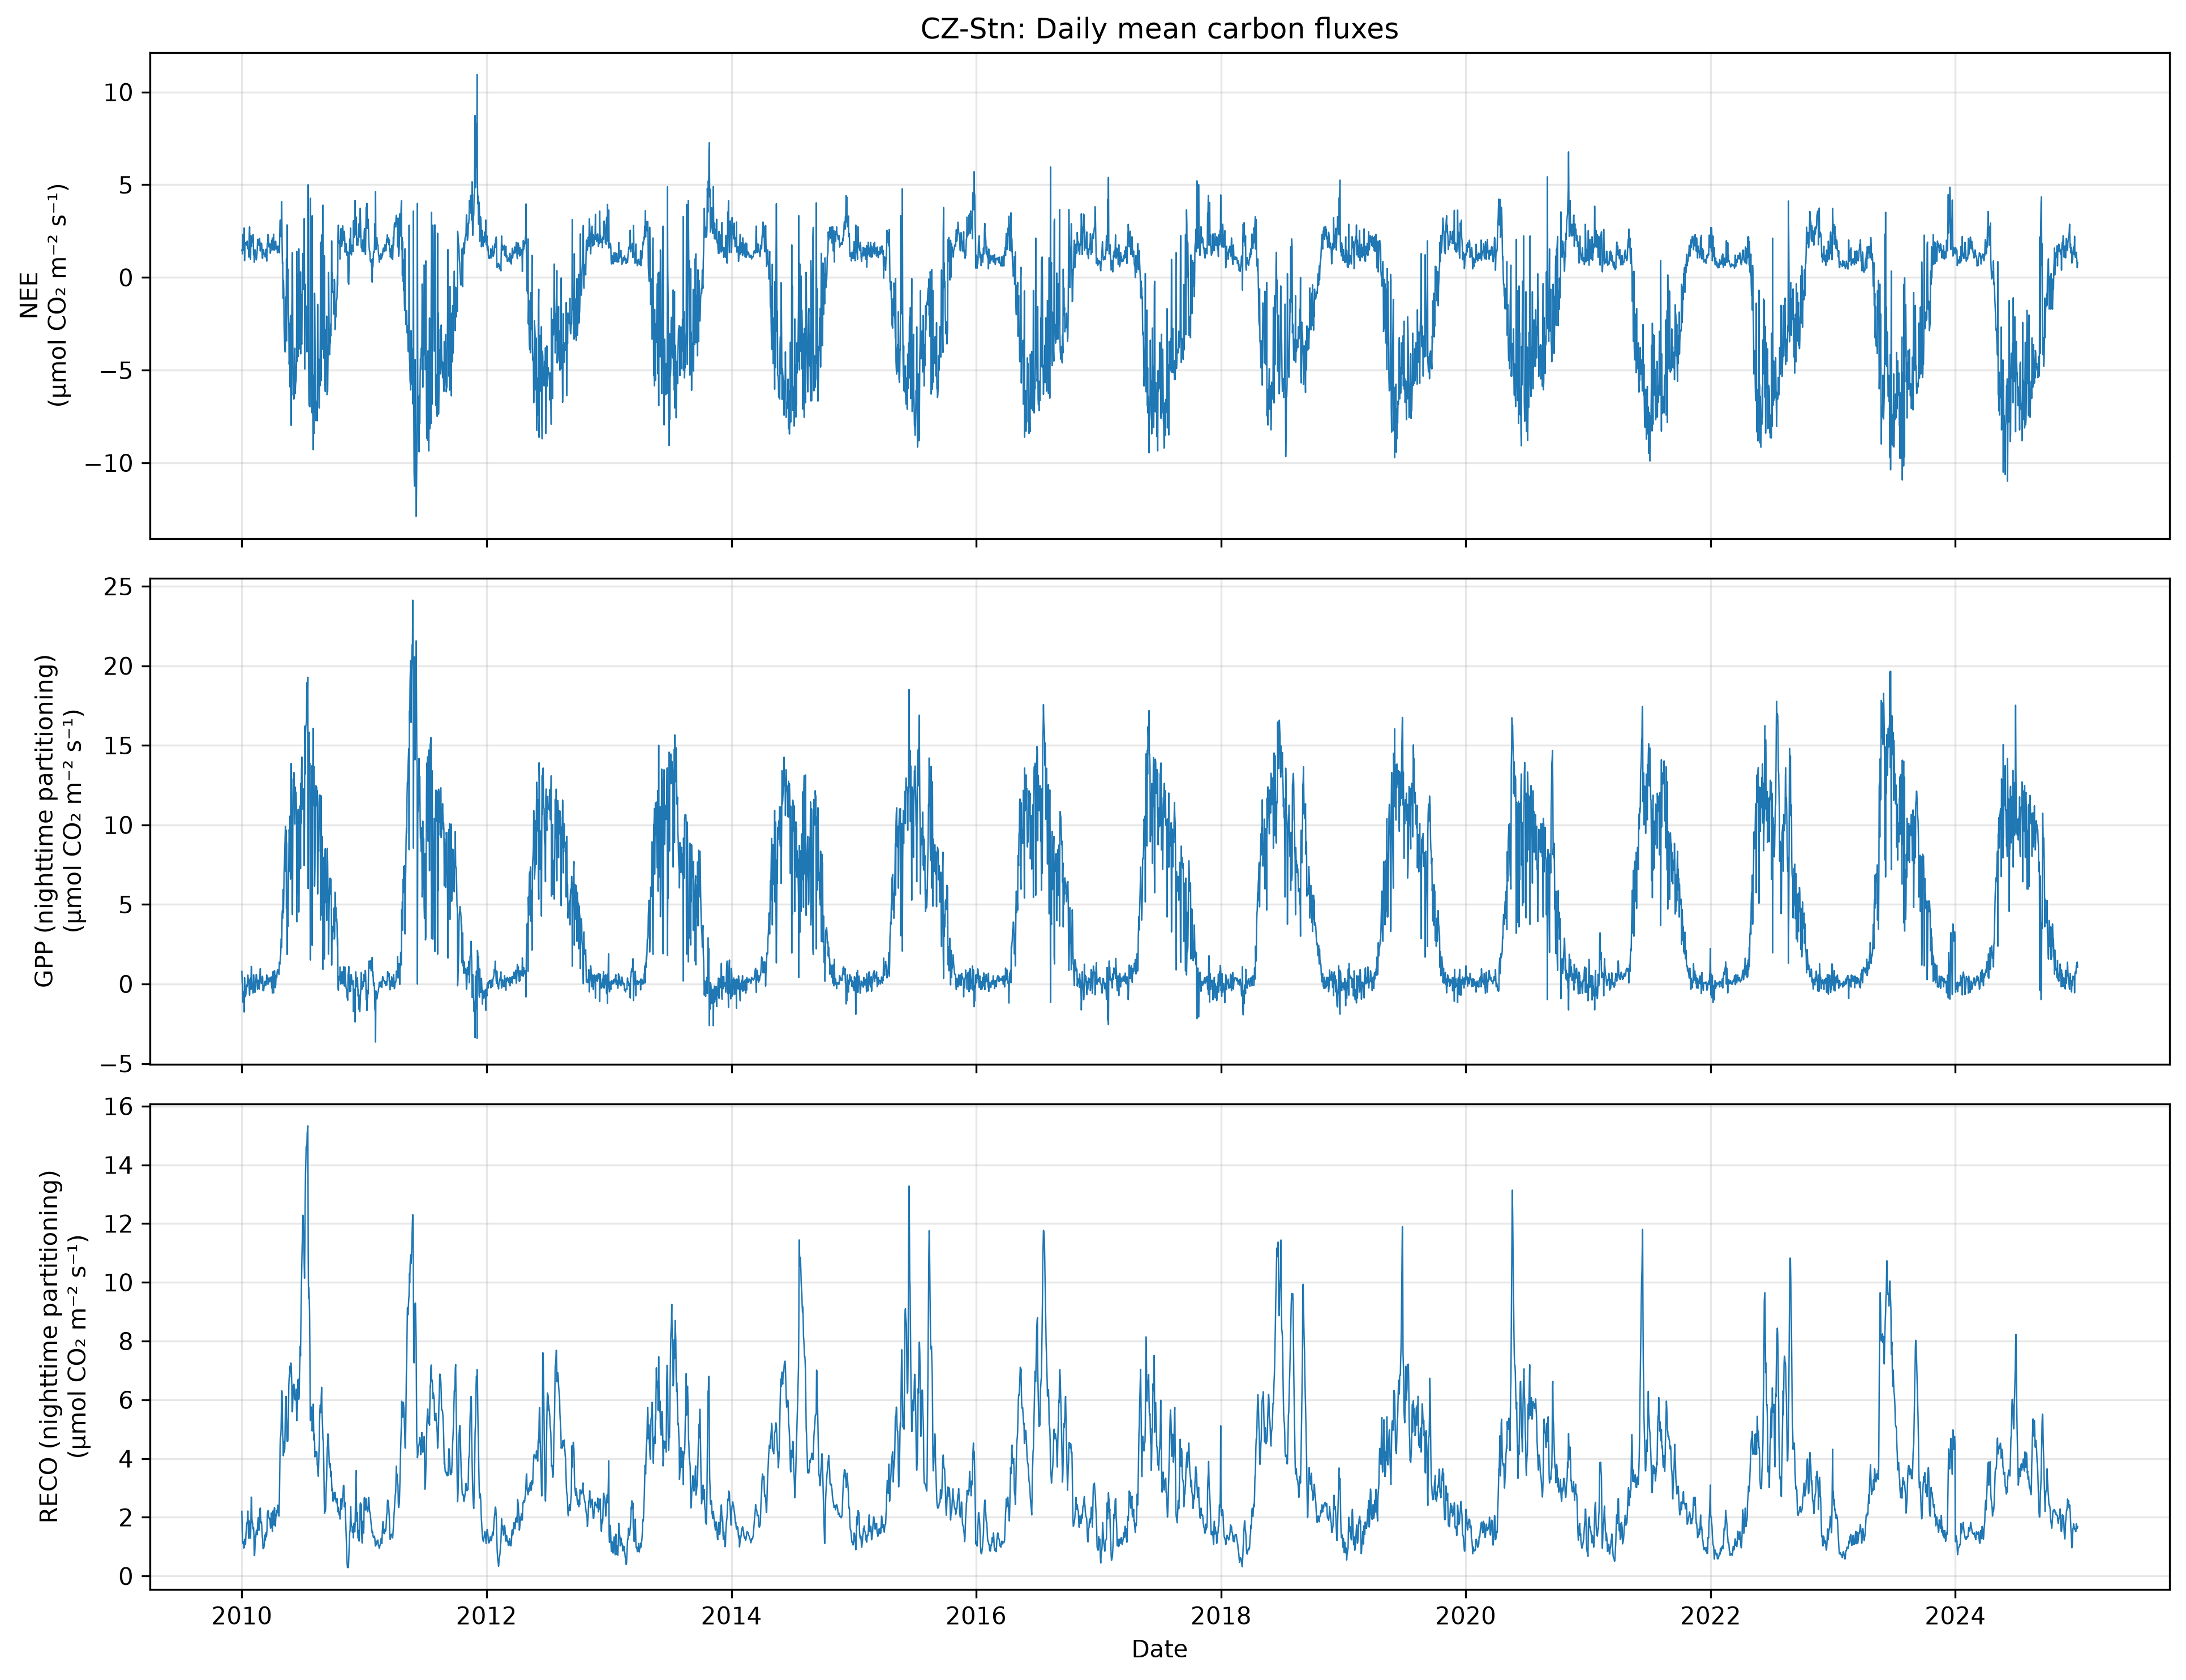 CZ-Stn: Daily mean carbon fluxes
NEE
(µmol CO₂ m⁻² s⁻¹)
10
5
0
−5
−10
GPP (nighttime partitioning)
(µmol CO₂ m⁻² s⁻¹)
25
20
15
10
5
0
−5
RECO (nighttime partitioning)
(µmol CO₂ m⁻² s⁻¹)
16
14
12
10
8
6
4
2
0
2010 2012 2014 2016 2018 2020 2022 2024
Date